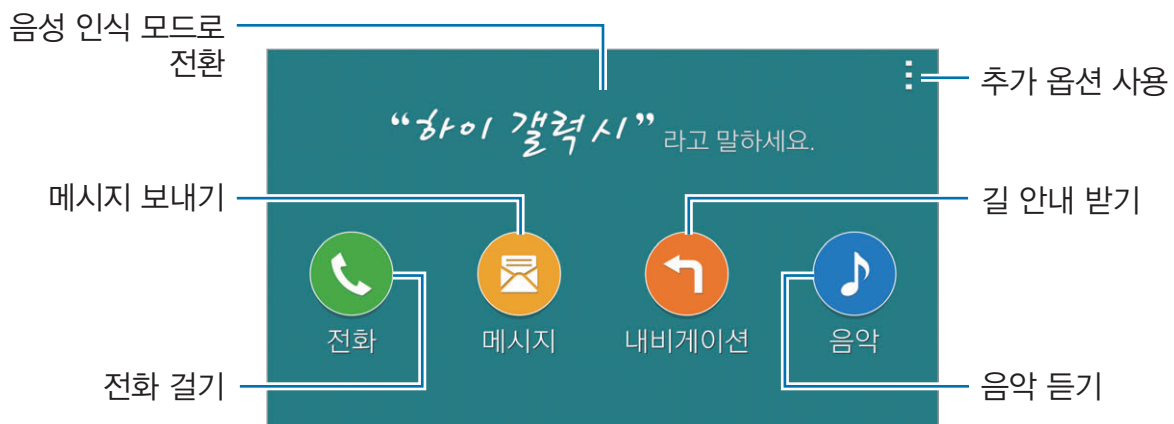 음성 인식 모드로
전환
추가 옵션 사용
“하이 갤럭시” 라고 말하세요.
메시지 보내기
길 안내 받기
전화
메시지
내비게이션
음악
전화 걸기
음악 듣기